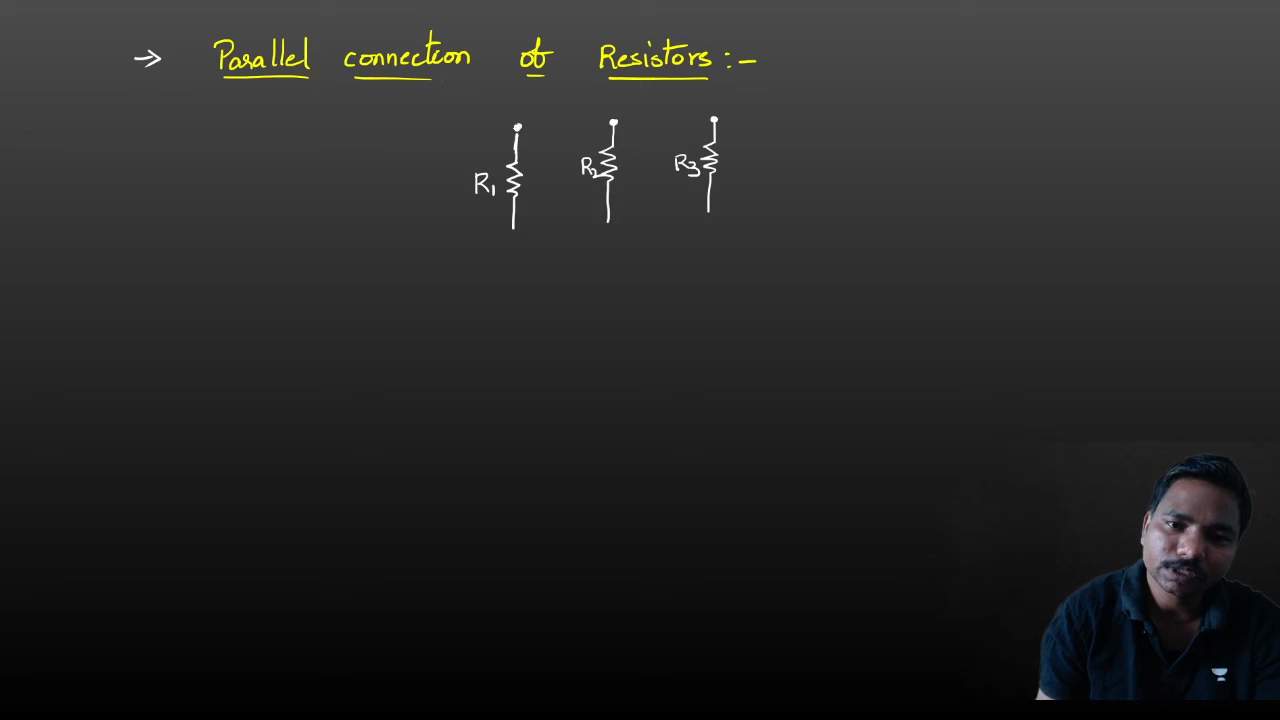 → Parallel connection of Resistors :-
R1 R2 R3